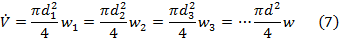 V̇ = πd₁²/4 w₁ = πd₂²/4 w₂ = πd₃²/4 w₃ = ⋯ πd²/4 w (7)